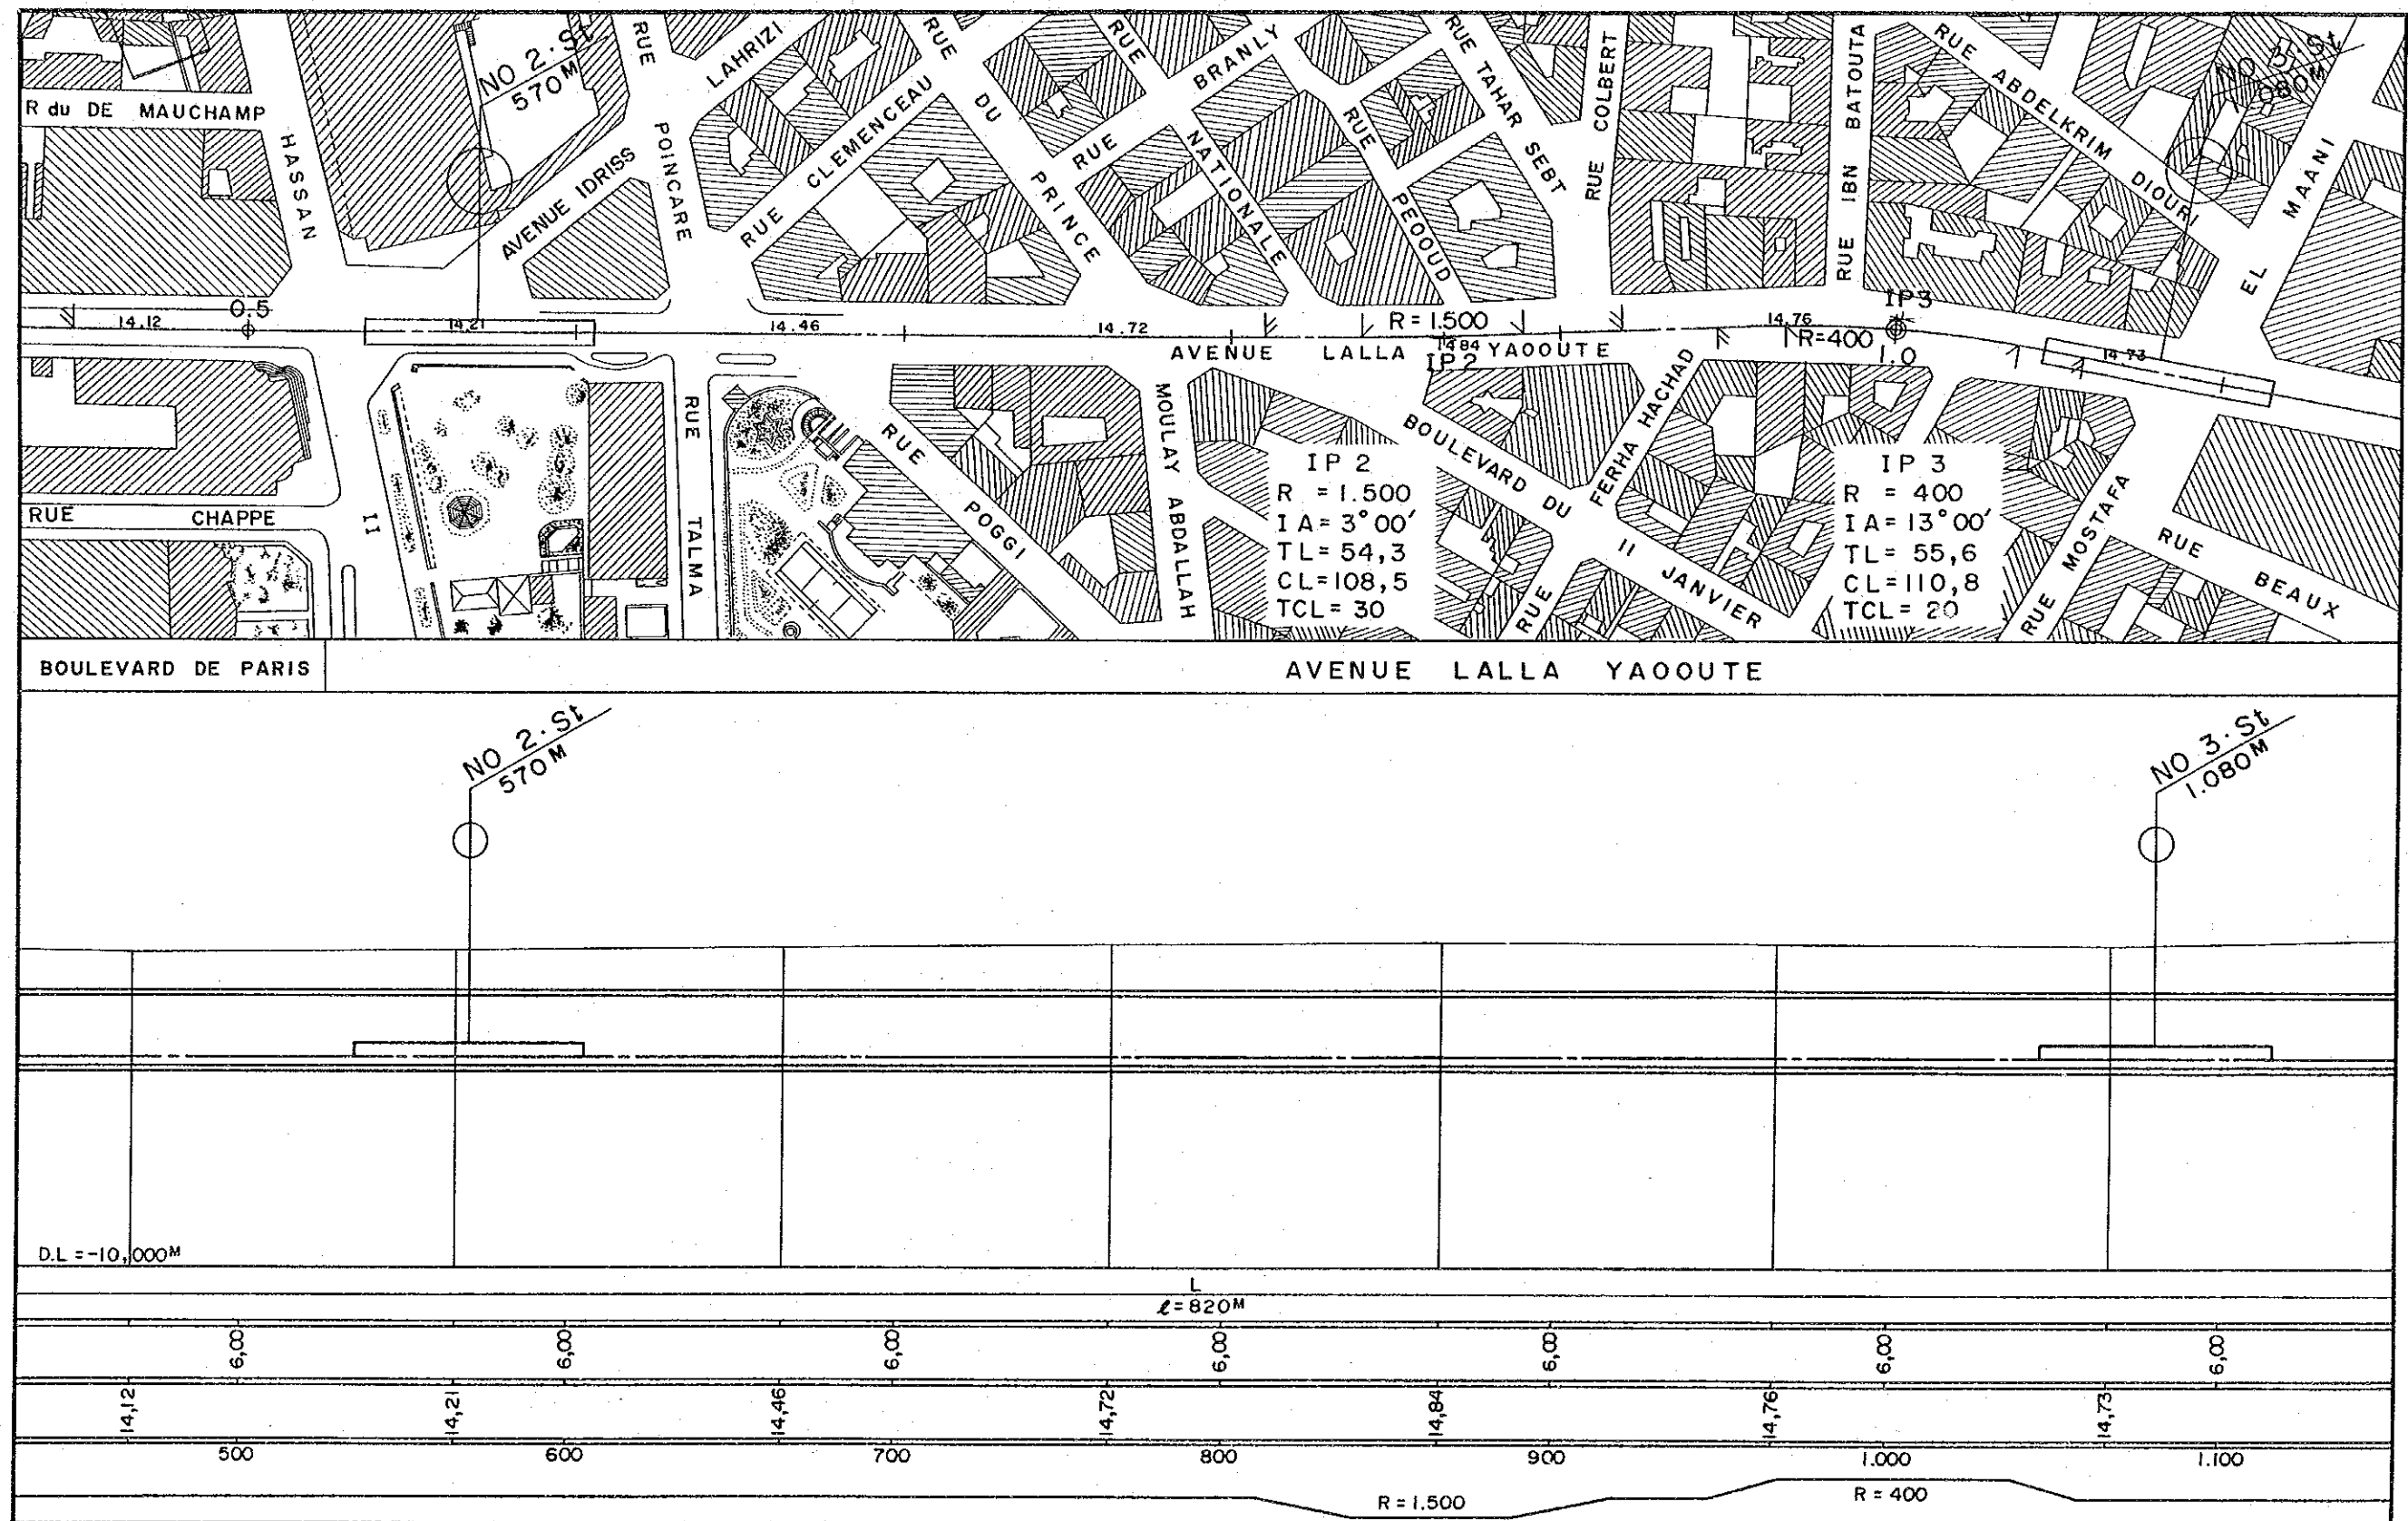 R du DE MAUCHAMP
HASSAN
NO 2·St
570M
RUE
POINCARE
LAHRIZI
AVENUE IDRISS
RUE CLEMENCEAU
RUE
DU
PRINCE
RUE
NATIONALE
RUE
BRANLY
RUE
PEOOUD
RUE TAHAR SEBT
RUE COLBERT
RUE IBN BATOUTA
RUE ABDELKRIM
DIOURI
NO 3·St
1.080M
EL MAANI
14.12
0.5
14.21
14.46
14.72
R=1.500
14.84
IP2
14.76
R=400
IP3
1.0
14.73
AVENUE LALLA YAOOUTE
RUE CHAPPE
II
RUE
TALMA
RUE
POGGI
MOULAY ABDALLAH
BOULEVARD DU
II
JANVIER
FERHA HACHAD
RUE
RUE MOSTAFA
RUE
BEAUX
IP 2
R = 1.500
IA= 3°00′
TL= 54,3
CL=108,5
TCL= 30
IP 3
R = 400
IA= 13°00′
TL= 55,6
CL=110,8
TCL= 20
BOULEVARD DE PARIS
AVENUE LALLA YAOOUTE
NO 2·St
570M
NO 3·St
1.080M
D.L =-10,000M
L
ℓ=820M
6,00 6,00 6,00 6,00 6,00 6,00 6,00
14,12 14,21 14,46 14,72 14,84 14,76 14,73
500 600 700 800 900 1.000 1.100
R = 1.500
R = 400